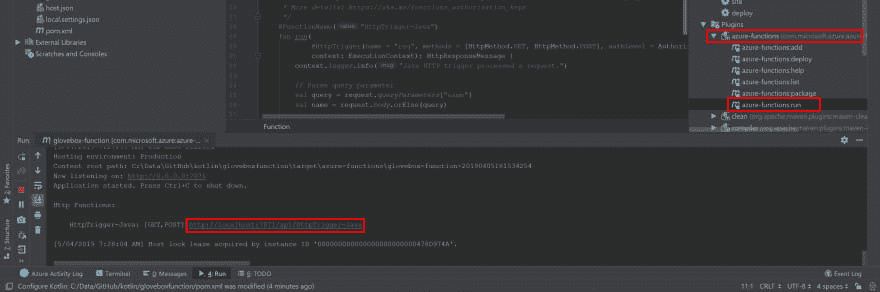 host.json
local.settings.json
pom.xml
External Libraries
Scratches and Consoles
* More details: https://aka.ms/functions_authorization_keys
*/
@FunctionName("HttpTrigger-Java")
fun run(
@HttpTrigger(name = "req", methods = [HttpMethod.GET, HttpMethod.POST], authLevel = Authoriz
context: ExecutionContext): HttpResponseMessage {
context.logger.info("Java HTTP trigger processed a request.")
// Parse query parameter
val query = request.queryParameters["name"]
val name = request.body.orElse(query)
Function
site
deploy
Plugins
azure-functions (com.microsoft.azure:azu
azure-functions:add
azure-functions:deploy
azure-functions:help
azure-functions:list
azure-functions:package
azure-functions:run
clean (org.apache.maven.plugins:maven-clea
compiler
Run:
glovebox-function [com.microsoft.azure:azure-...
Hosting environment: Production
Content root path: C:\Data\GitHub\kotlin\gloveboxfunction\target\azure-functions\glovebox-function-20190405191534254
Now listening on: http://0.0.0.0:7071
Application started. Press Ctrl+C to shut down.
Http Functions:
HttpTrigger-Java: [GET,POST] http://localhost:7071/api/HttpTrigger-Java
[5/04/2019 7:28:04 AM] Host lock lease acquired by instance ID
2: Favorites
7: Structure
Azure Activity Log
Terminal
0: Messages
4: Run
6: TODO
Event Log
Configure Kotlin: C:/Data/GitHub/kotlin/gloveboxfunction/pom.xml was modified (4 minutes ago)
11:1 CRLF UTF-8 4 spaces